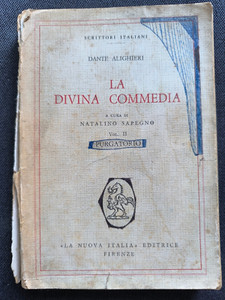 SCRITTORI ITALIANI
DANTE ALIGHIERI
LA
DIVINA COMMEDIA
A CURA DI
NATALINO SAPEGNO
VOL. II
PURGATORIO
«LA NUOVA ITALIA» EDITRICE
FIRENZE